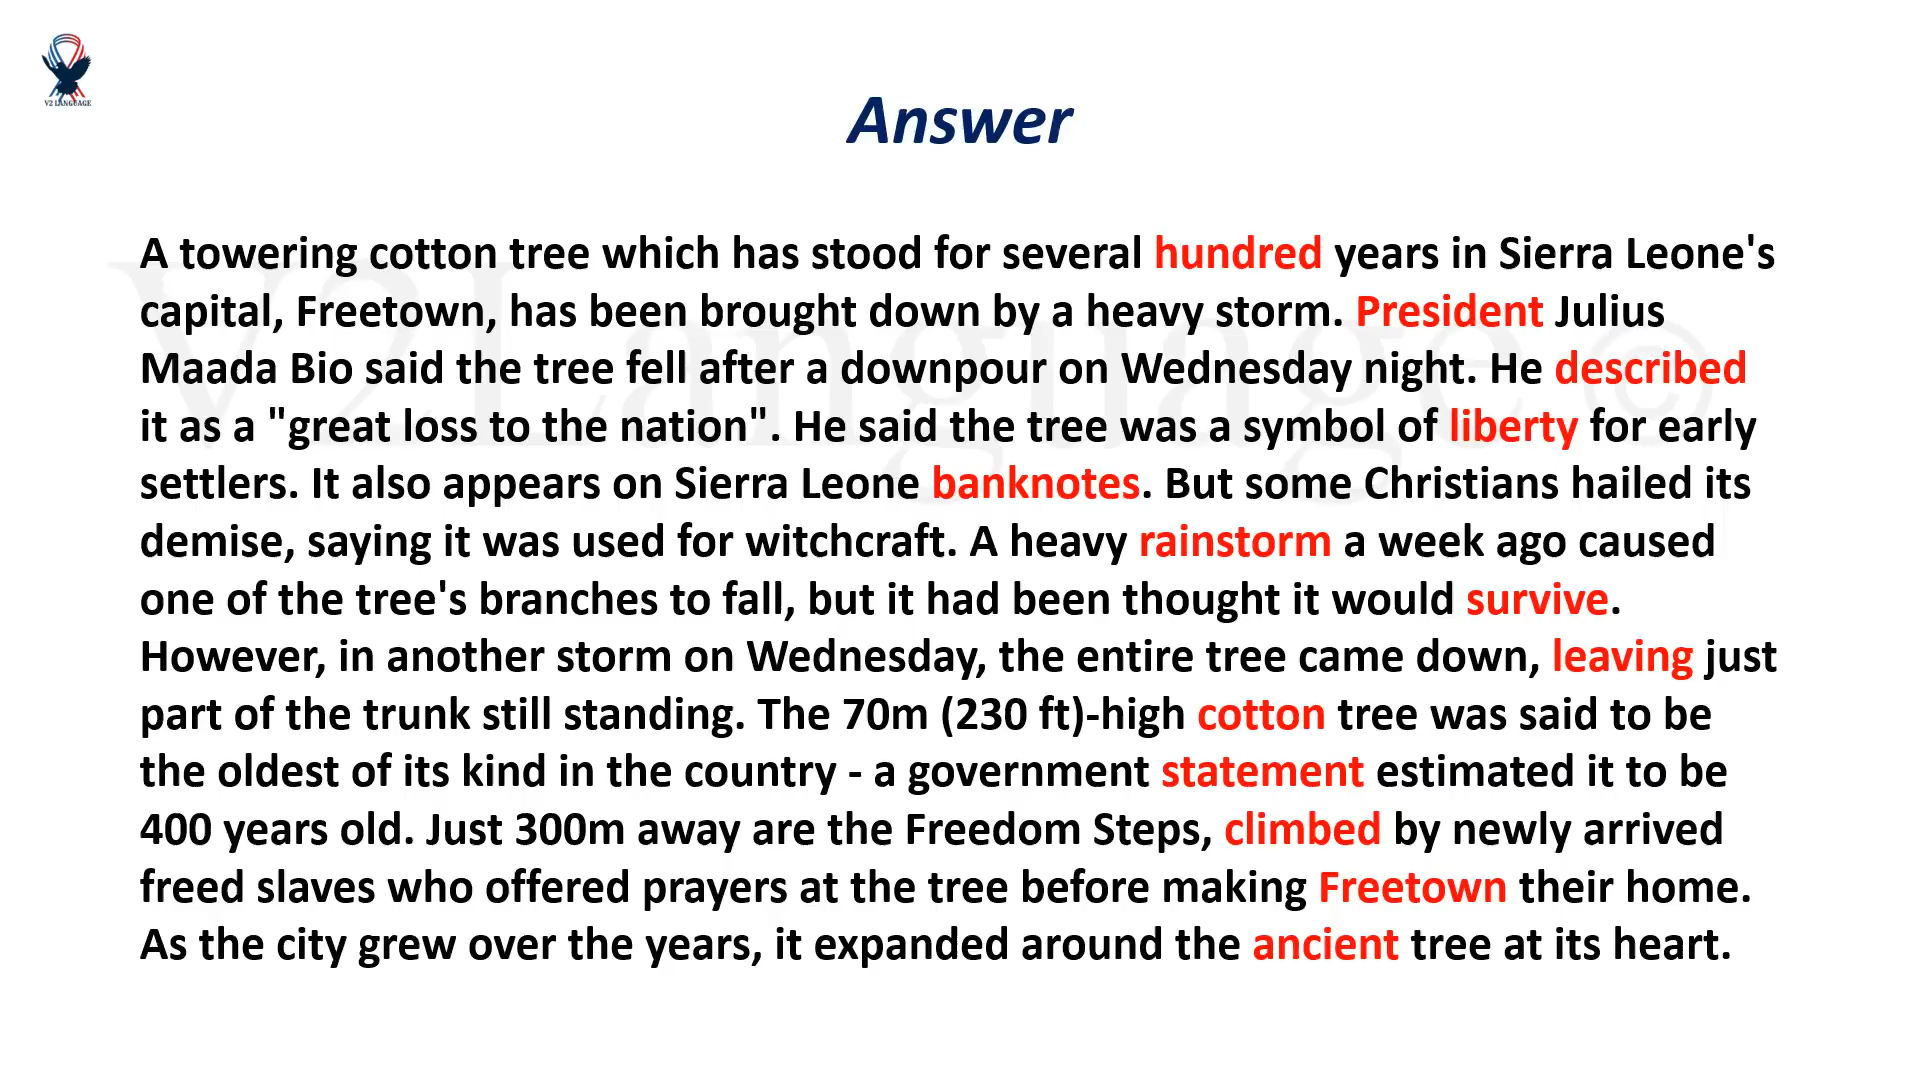 V2 LANGUAGE
Answer
A towering cotton tree which has stood for several hundred years in Sierra Leone's
capital, Freetown, has been brought down by a heavy storm. President Julius
Maada Bio said the tree fell after a downpour on Wednesday night. He described
it as a "great loss to the nation". He said the tree was a symbol of liberty for early
settlers. It also appears on Sierra Leone banknotes. But some Christians hailed its
demise, saying it was used for witchcraft. A heavy rainstorm a week ago caused
one of the tree's branches to fall, but it had been thought it would survive.
However, in another storm on Wednesday, the entire tree came down, leaving just
part of the trunk still standing. The 70m (230 ft)-high cotton tree was said to be
the oldest of its kind in the country - a government statement estimated it to be
400 years old. Just 300m away are the Freedom Steps, climbed by newly arrived
freed slaves who offered prayers at the tree before making Freetown their home.
As the city grew over the years, it expanded around the ancient tree at its heart.
V2Language ©